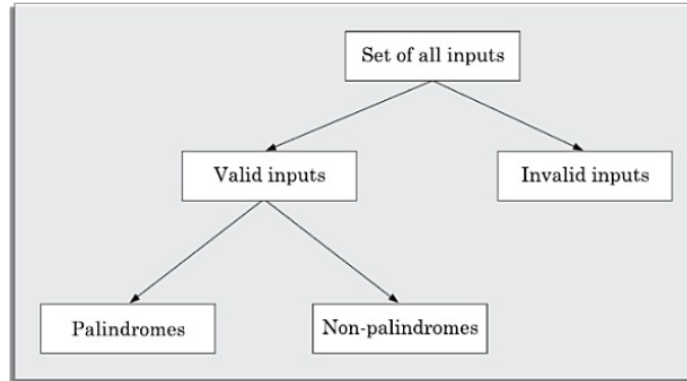 Set of all inputs
Valid inputs
Invalid inputs
Palindromes
Non-palindromes